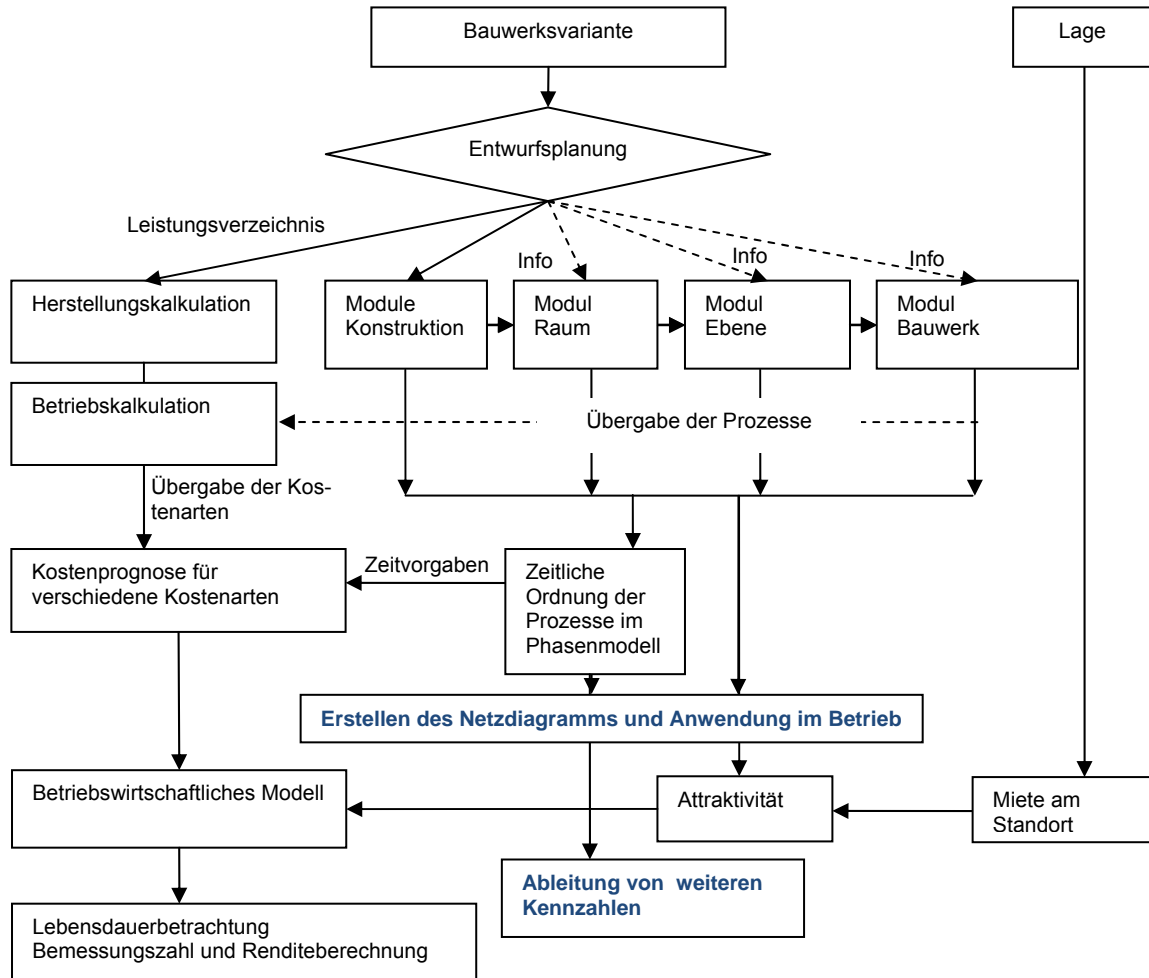 Bauwerksvariante
Lage
Entwurfsplanung
Leistungsverzeichnis
Info
Info
Info
Herstellungskalkulation
Module
Konstruktion
Modul
Raum
Modul
Ebene
Modul
Bauwerk
Betriebskalkulation
Übergabe der Prozesse
Übergabe der Kos-
tenarten
Kostenprognose für
verschiedene Kostenarten
Zeitvorgaben
Zeitliche
Ordnung der
Prozesse im
Phasenmodell
Erstellen des Netzdiagramms und Anwendung im Betrieb
Betriebswirtschaftliches Modell
Attraktivität
Miete am
Standort
Ableitung von weiteren
Kennzahlen
Lebensdauerbetrachtung
Bemessungszahl und Renditeberechnung